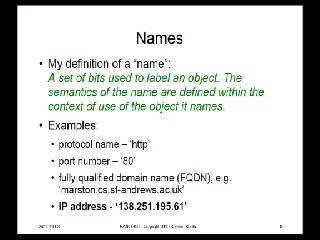 Names
• My definition of a "name":
A set of bits used to label an object. The
semantics of the name are defined within the
context of use of the object it names.
• Examples:
• protocol name – 'http'
• port number – '80'
• fully qualified domain name (FQDN), e.g.
'marston.cs.st-andrews.ac.uk'
• IP address - '138.251.195.61'